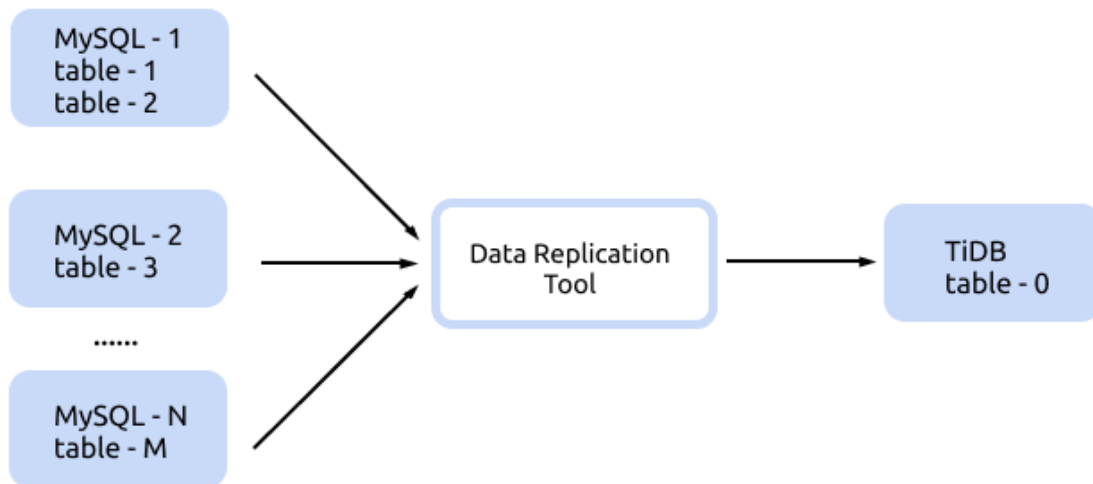 MySQL - 1
table - 1
table - 2
MySQL - 2
table - 3
......
MySQL - N
table - M
Data Replication
Tool
TiDB
table - 0